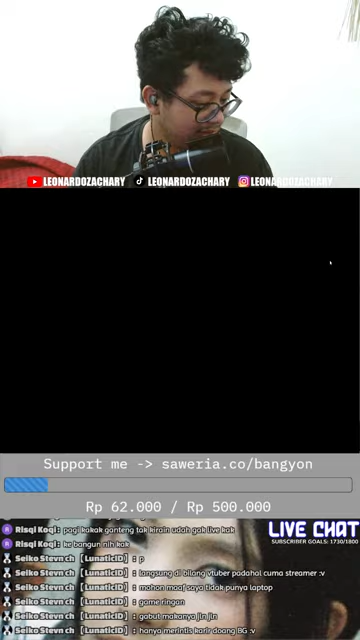 LEONARDOZACHARY LEONARDOZACHARY LEONARDOZACHARY
Support me -> saweria.co/bangyon
Rp 62.000 / Rp 500.000
LIVE CHAT
SUBSCRIBER GOALS: 1730/1800
Risqi Koqi : pagi kakak ganteng tak kirain udah gak live kak
R Risqi Koqi : ke bangun nih kak
Seiko Stevn ch 【LunaticID】 : p
Seiko Stevn ch 【LunaticID】 : langsung di bilang vtuber padahal cuma streamer :v
Seiko Stevn ch 【LunaticID】 : mohon maaf saya tidak punya laptop
Seiko Stevn ch 【LunaticID】 : game ringan
Seiko Stevn ch 【LunaticID】 : gabut makanya jin jin
Seiko Stevn ch 【LunaticID】 : hanya merintis karir doang BG :v